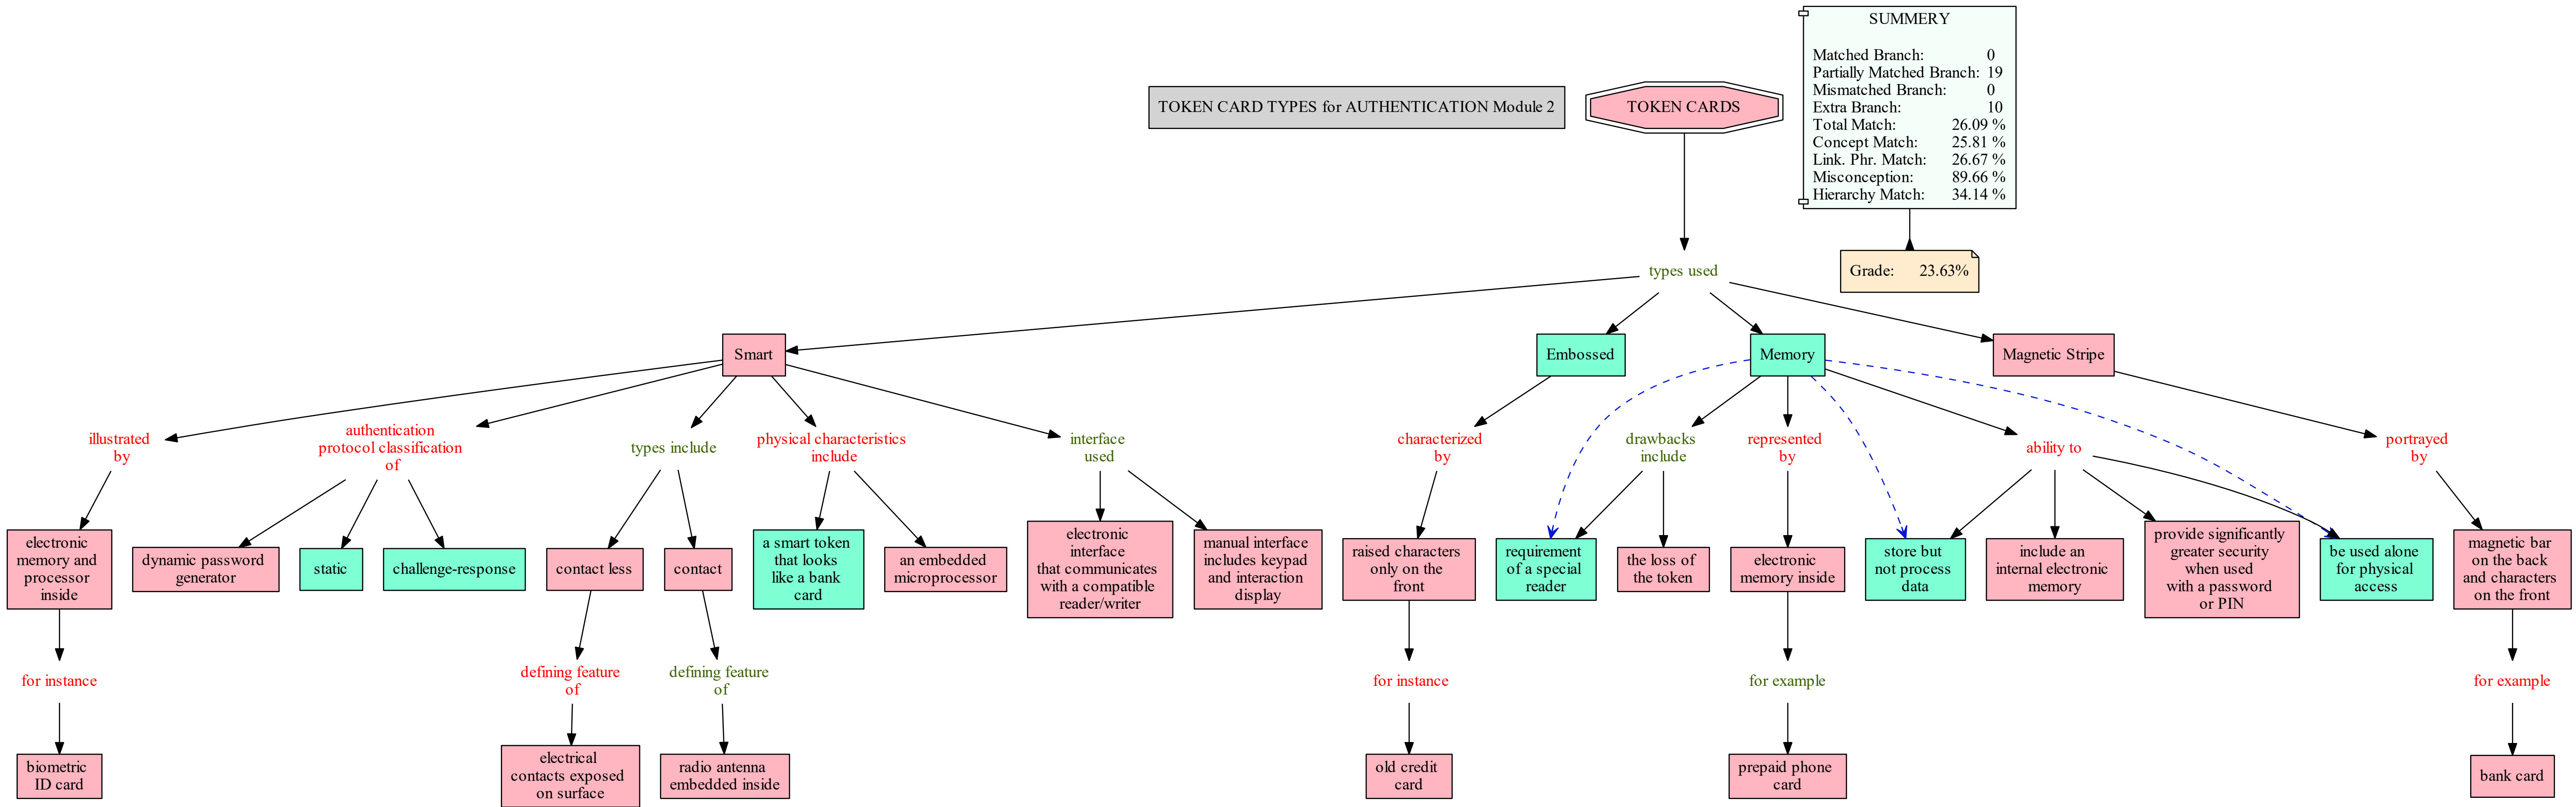 SUMMERY
Matched Branch: 0
Partially Matched Branch: 19
Mismatched Branch: 0
Extra Branch: 10
Total Match: 26.09 %
Concept Match: 25.81 %
Link. Phr. Match: 26.67 %
Misconception: 89.66 %
Hierarchy Match: 34.14 %
TOKEN CARD TYPES for AUTHENTICATION Module 2
TOKEN CARDS
Grade: 23.63%
types used
Smart
Embossed
Memory
Magnetic Stripe
illustrated
by
authentication
protocol classification
of
types include
physical characteristics
include
interface
used
characterized
by
drawbacks
include
represented
by
ability to
portrayed
by
electronic
memory and
processor
inside
dynamic password
generator
static
challenge-response
contact less
contact
a smart token
that looks
like a bank
card
an embedded
microprocessor
electronic
interface
that communicates
with a compatible
reader/writer
manual interface
includes keypad
and interaction
display
raised characters
only on the
front
requirement
of a special
reader
the loss of
the token
electronic
memory inside
store but
not process
data
include an
internal electronic
memory
provide significantly
greater security
when used
with a password
or PIN
be used alone
for physical
access
magnetic bar
on the back
and characters
on the front
for instance
defining feature
of
defining feature
of
for instance
for example
for example
biometric
ID card
electrical
contacts exposed
on surface
radio antenna
embedded inside
old credit
card
prepaid phone
card
bank card